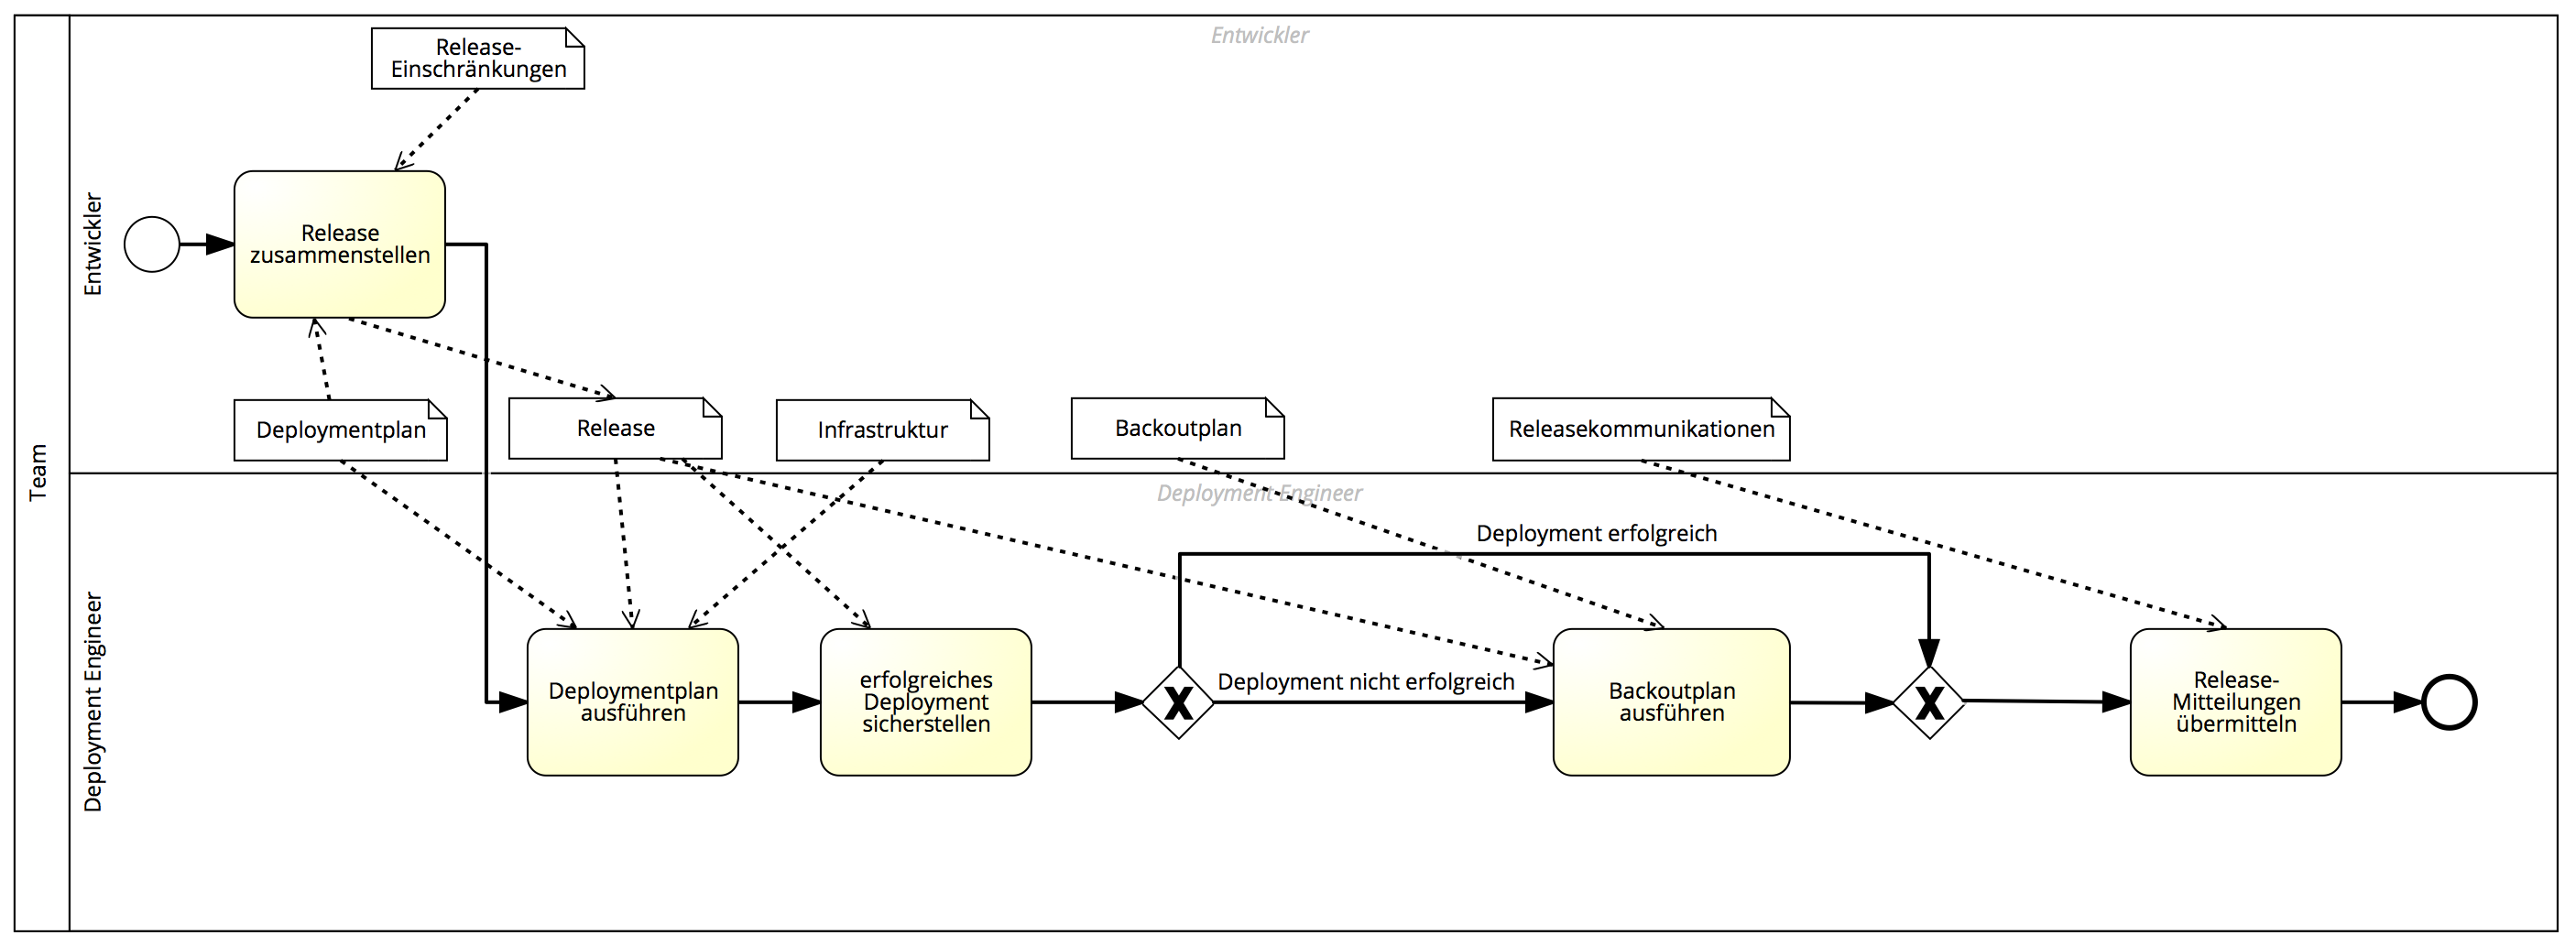 Team
Entwickler
Entwickler
Release-
Einschränkungen
Release
zusammenstellen
Deploymentplan
Release
Infrastruktur
Backoutplan
Releasekommunikationen
Deployment Engineer
Deployment Engineer
Deployment erfolgreich
Deployment nicht erfolgreich
Deploymentplan
ausführen
erfolgreiches
Deployment
sicherstellen
X
Backoutplan
ausführen
X
Release-
Mitteilungen
übermitteln